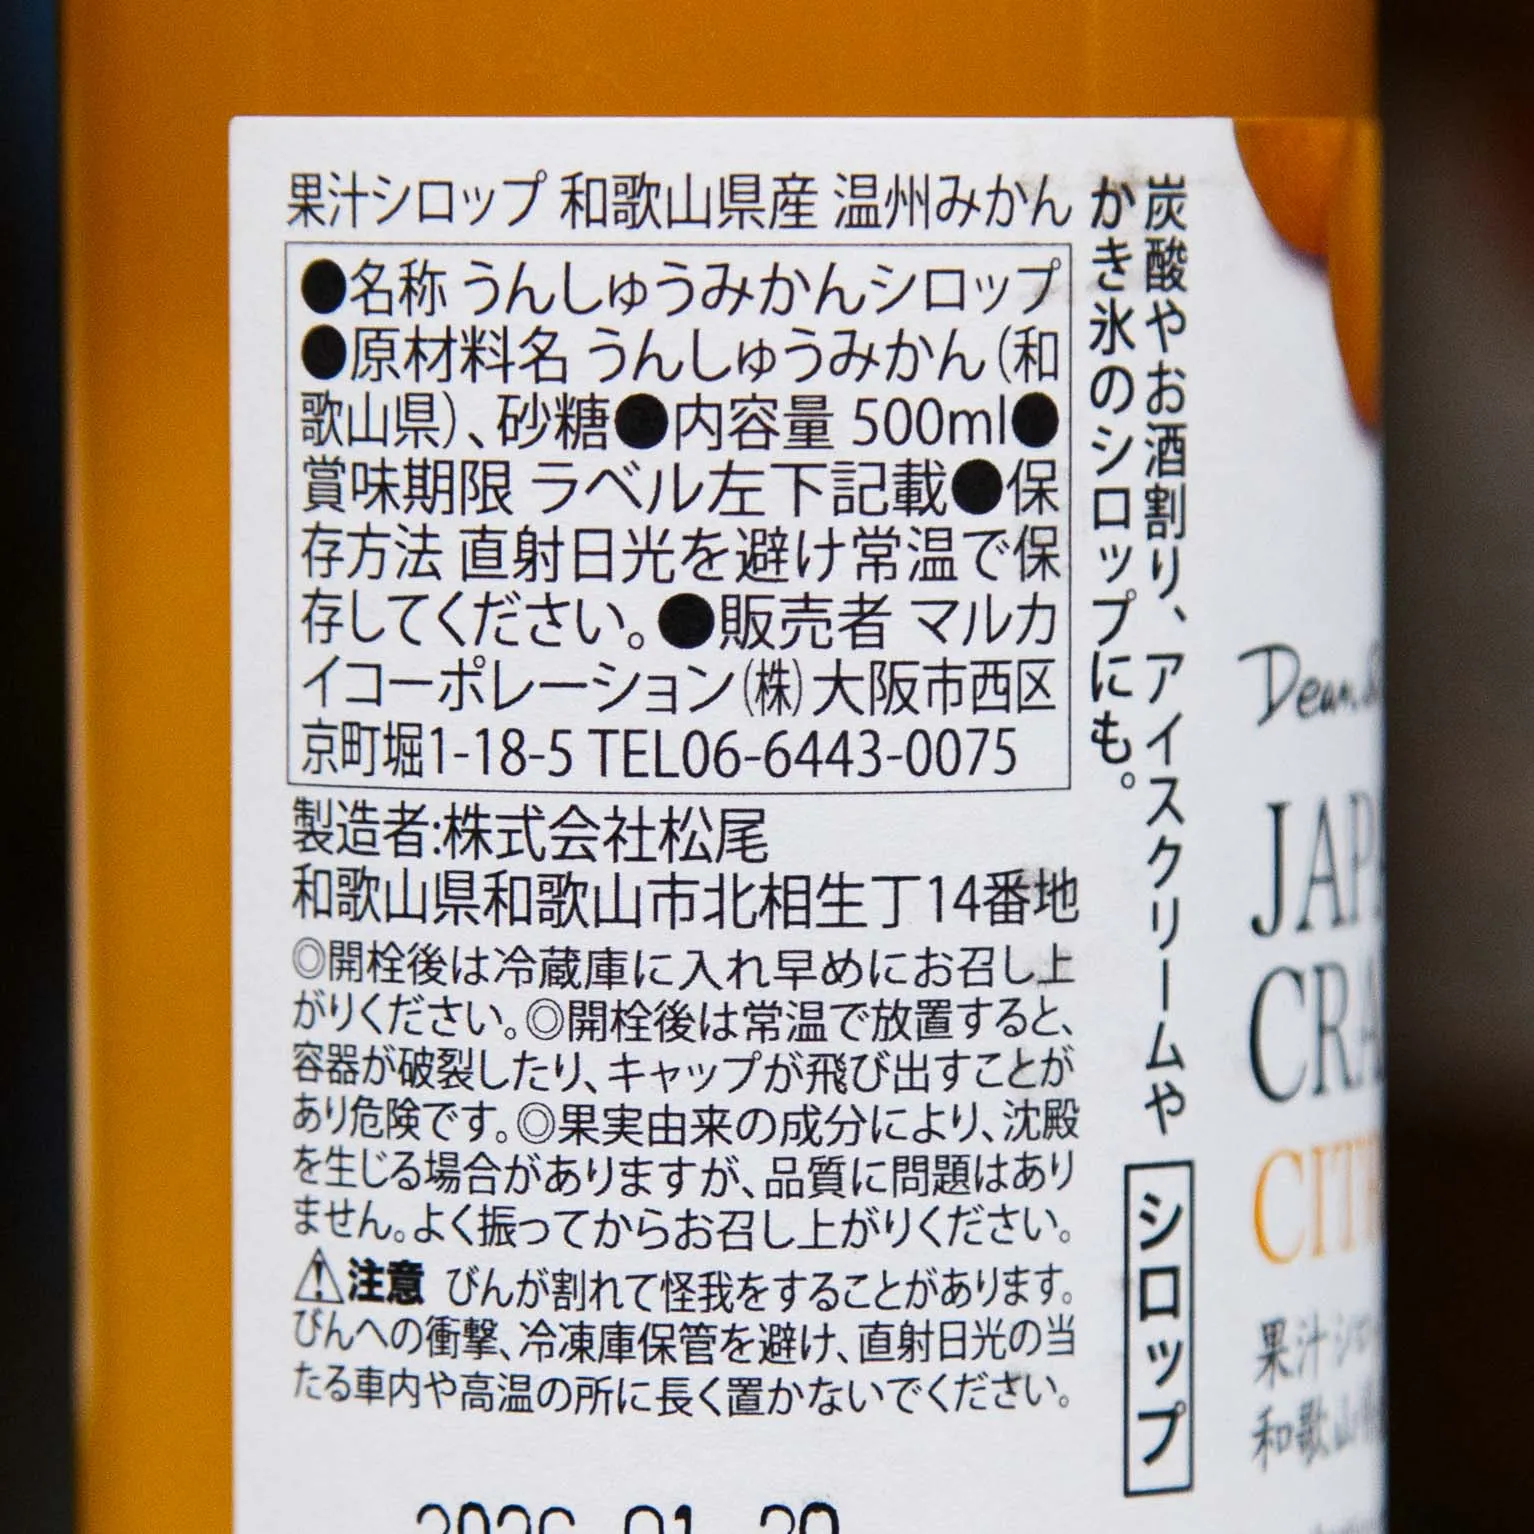 果汁シロップ 和歌山県産 温州みかん
●名称 うんしゅうみかんシロップ
●原材料名 うんしゅうみかん(和
歌山県)、砂糖●内容量 500ml●
賞味期限 ラベル左下記載●保
存方法 直射日光を避け常温で保
存してください。●販売者 マルカ
イコーポレーション(株)大阪市西区
京町堀1-18-5 TEL06-6443-0075
製造者:株式会社松尾
和歌山県和歌山市北相生丁14番地
◎開栓後は冷蔵庫に入れ早めにお召し上
がりください。◎開栓後は常温で放置すると、
容器が破裂したり、キャップが飛び出すことが
あり危険です。◎果実由来の成分により、沈殿
を生じる場合がありますが、品質に問題はあり
ません。よく振ってからお召し上がりください。
⚠注意 びんが割れて怪我をすることがあります。
びんへの衝撃、冷凍庫保管を避け、直射日光の当
たる車内や高温の所に長く置かないでください。
炭酸やお酒割り、アイスクリームや
かき氷のシロップにも。
シロップ
Dean &
JAP
CRA
CIT
果汁シロ
和歌山